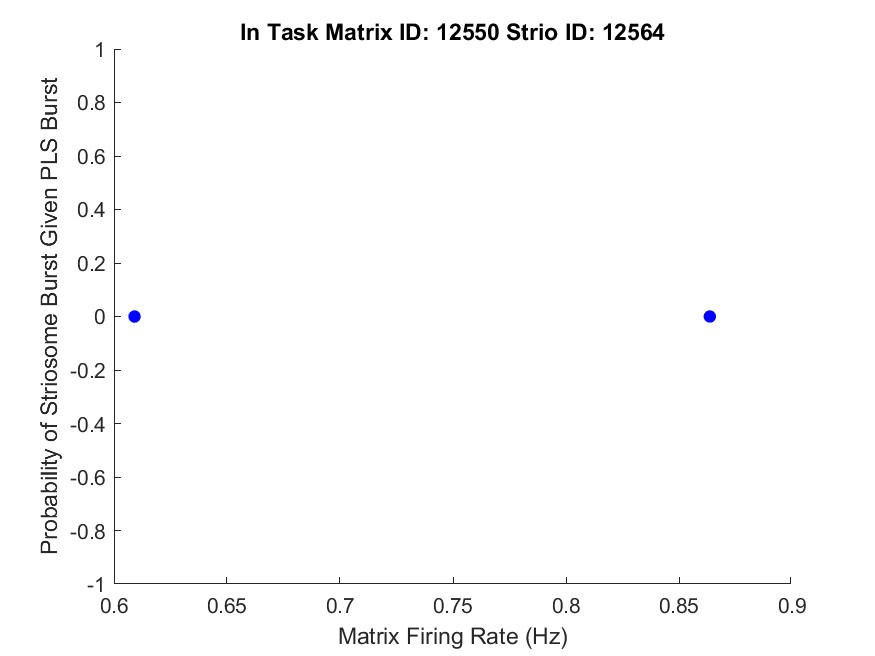 In Task Matrix ID: 12550 Strio ID: 12564
Probability of Striosome Burst Given PLS Burst
1
0.8
0.6
0.4
0.2
0
-0.2
-0.4
-0.6
-0.8
-1
0.6 0.65 0.7 0.75 0.8 0.85 0.9
Matrix Firing Rate (Hz)